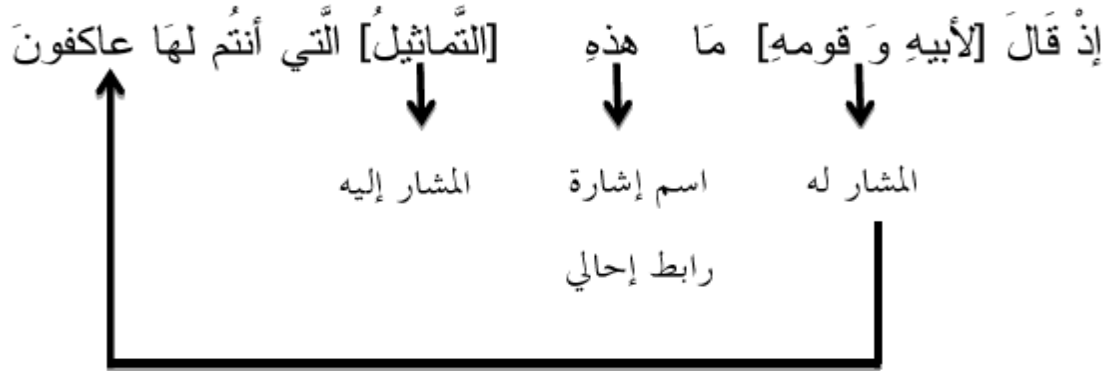 إذْ قَالَ [لأبيهِ وَ قومهِ] مَا هذهِ [التَّماثيلُ] الَّتي أنتُم لهَا عاكفونَ
المشار له اسم إشارة المشار إليه
رابط إحالي